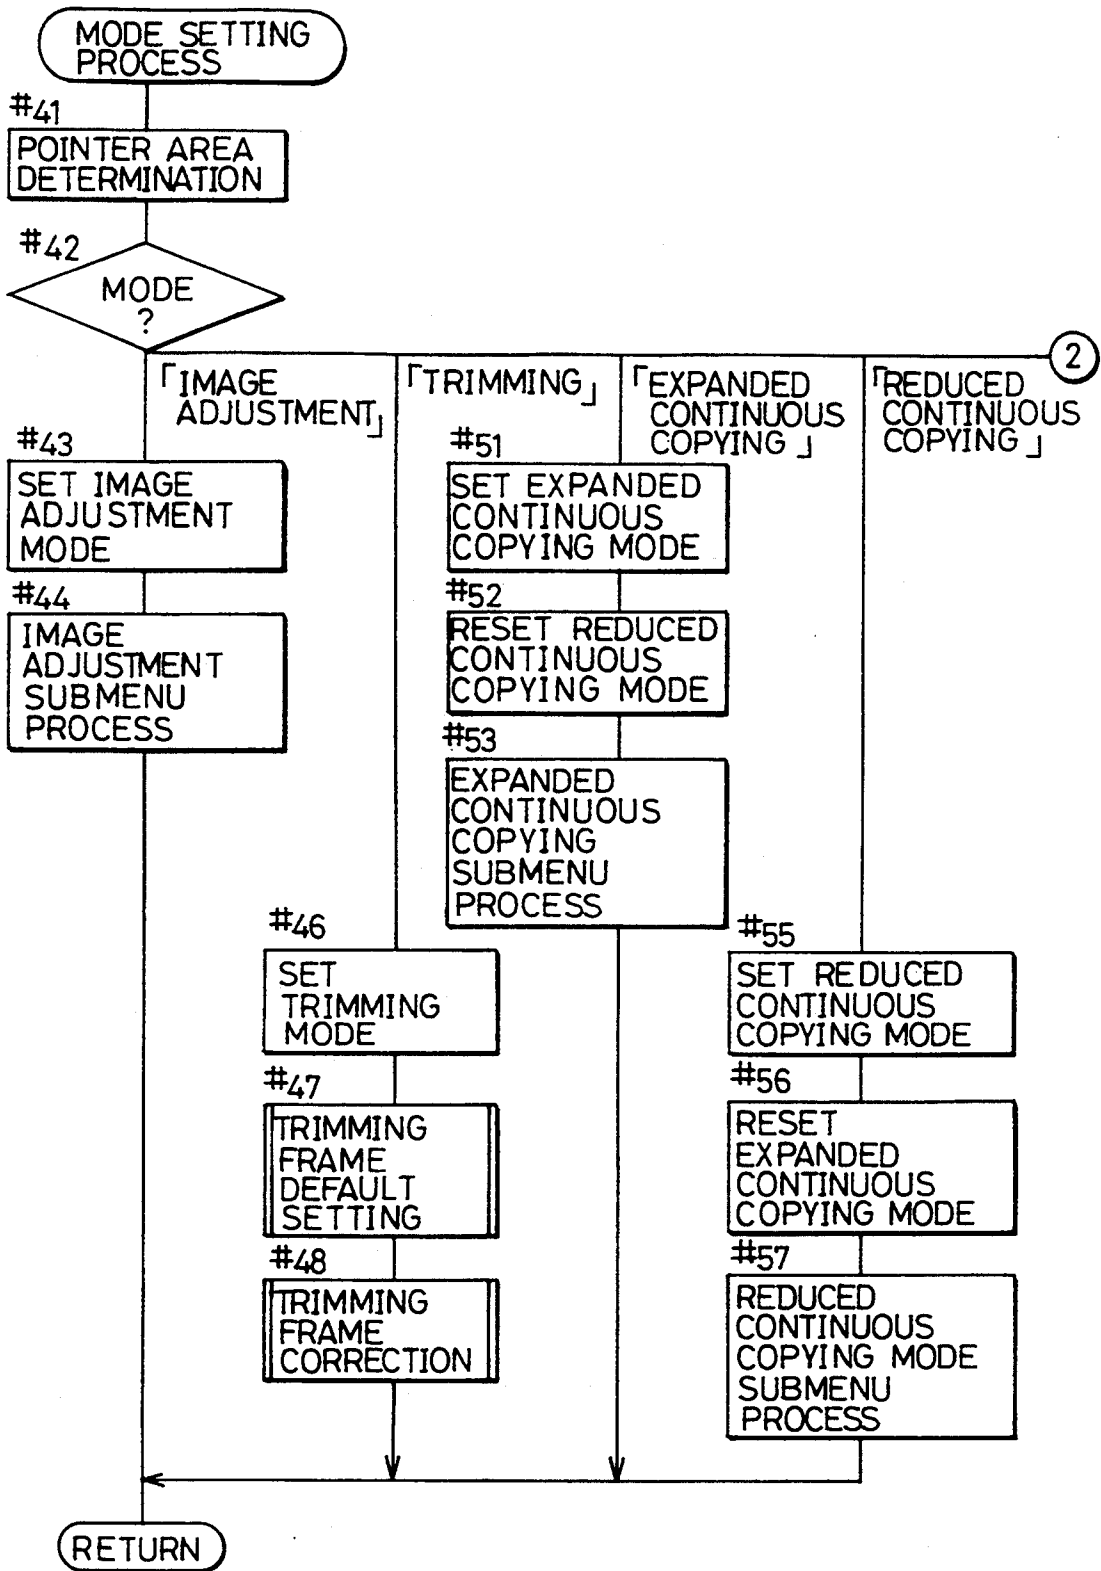 MODE SETTING
PROCESS
#41
POINTER AREA
DETERMINATION
#42
MODE
?
2
「IMAGE
ADJUSTMENT」
「TRIMMING」
「EXPANDED
CONTINUOUS
COPYING」
「REDUCED
CONTINUOUS
COPYING」
#43
SET IMAGE
ADJUSTMENT
MODE
#44
IMAGE
ADJUSTMENT
SUBMENU
PROCESS
#46
SET
TRIMMING
MODE
#47
TRIMMING
FRAME
DEFAULT
SETTING
#48
TRIMMING
FRAME
CORRECTION
#51
SET EXPANDED
CONTINUOUS
COPYING MODE
#52
RESET REDUCED
CONTINUOUS
COPYING MODE
#53
EXPANDED
CONTINUOUS
COPYING
SUBMENU
PROCESS
#55
SET REDUCED
CONTINUOUS
COPYING MODE
#56
RESET
EXPANDED
CONTINUOUS
COPYING MODE
#57
REDUCED
CONTINUOUS
COPYING MODE
SUBMENU
PROCESS
RETURN